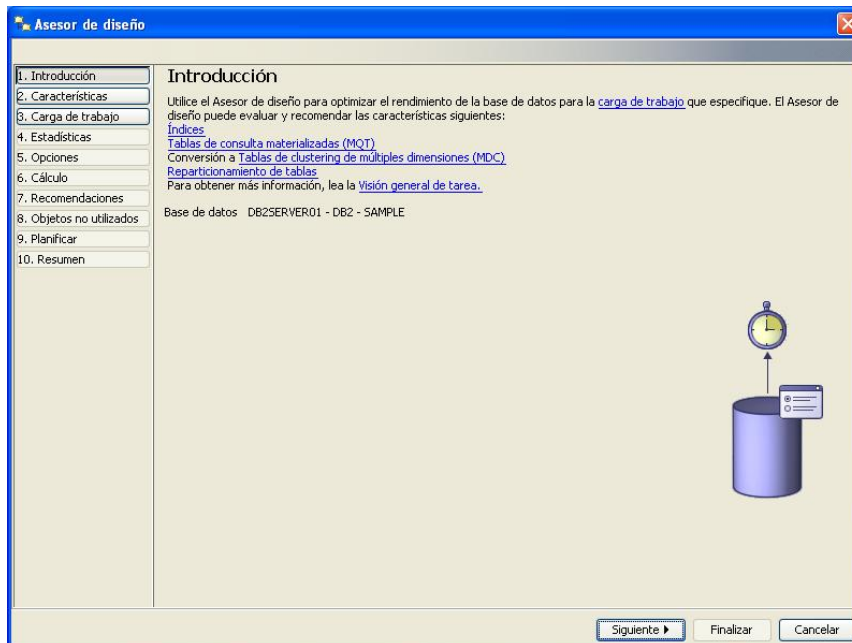 Asesor de diseño
1. Introducción
2. Características
3. Carga de trabajo
4. Estadísticas
5. Opciones
6. Cálculo
7. Recomendaciones
8. Objetos no utilizados
9. Planificar
10. Resumen
Introducción
Utilice el Asesor de diseño para optimizar el rendimiento de la base de datos para la carga de trabajo que especifique. El Asesor de
diseño puede evaluar y recomendar las características siguientes:
Índices
Tablas de consulta materializadas (MQT)
Conversión a Tablas de clustering de múltiples dimensiones (MDC)
Reparticionamiento de tablas
Para obtener más información, lea la Visión general de tarea.
Base de datos DB2SERVER01 - DB2 - SAMPLE
Siguiente Finalizar Cancelar